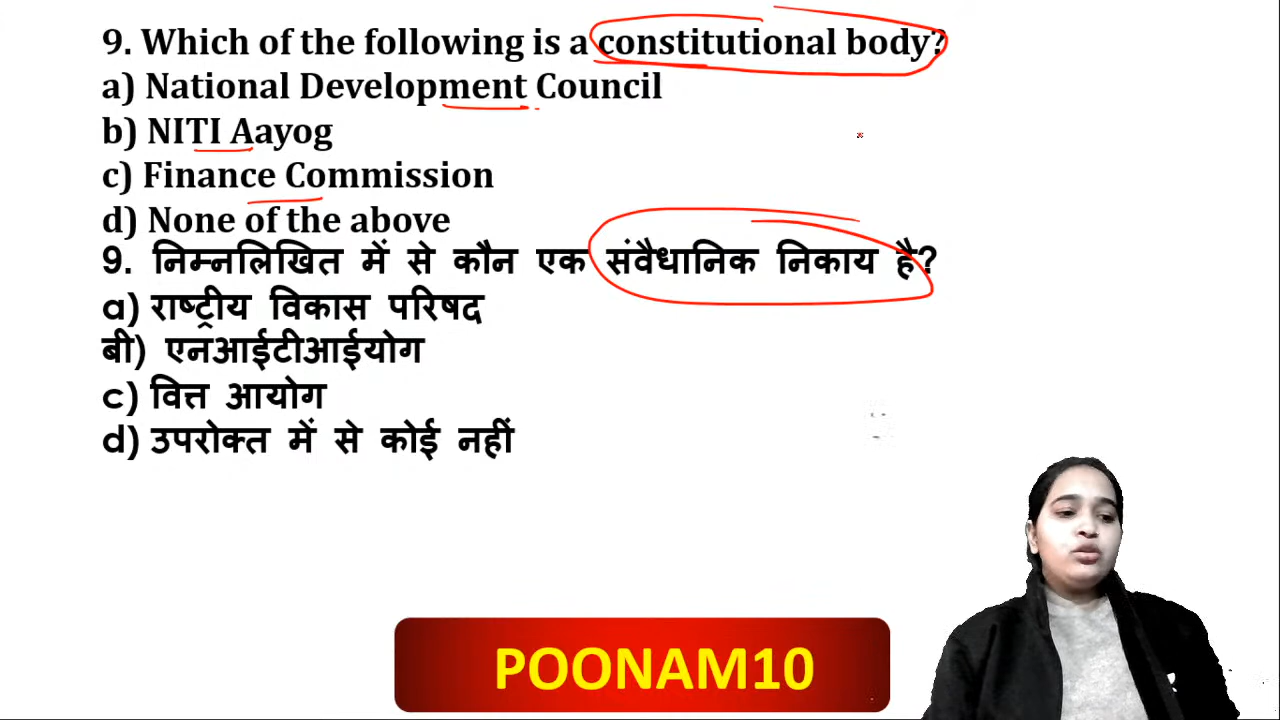 9. Which of the following is a constitutional body?
a) National Development Council
b) NITI Aayog
c) Finance Commission
d) None of the above
9. निम्नलिखित में से कौन एक संवैधानिक निकाय है?
a) राष्ट्रीय विकास परिषद
बी) एनआईटीआईयोग
c) वित्त आयोग
d) उपरोक्त में से कोई नहीं
POONAM10